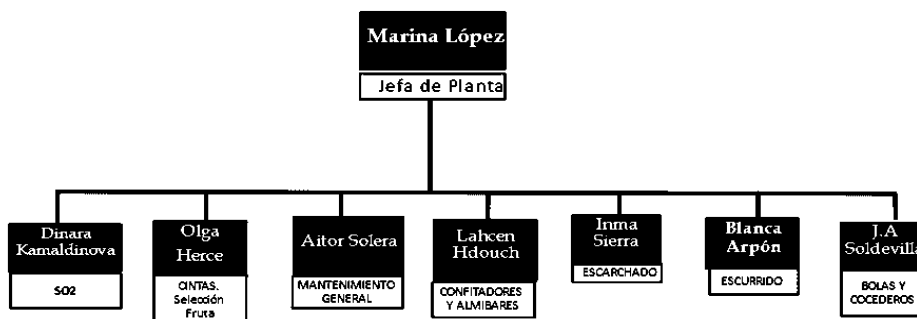 Marina López
Jefa de Planta
Dinara
Kamaldinova
SO2
Olga
Herce
CINTAS.
Selección
Fruta
Aitor Solera
MANTENIMIENTO
GENERAL
Lahcen
Hdouch
CONFITADORES
Y ALMIBARES
Inma
Sierra
ESCARCHADO
Blanca
Arpón
ESCURRIDO
J.A
Soldevilla
BOLAS Y
COCEDEROS